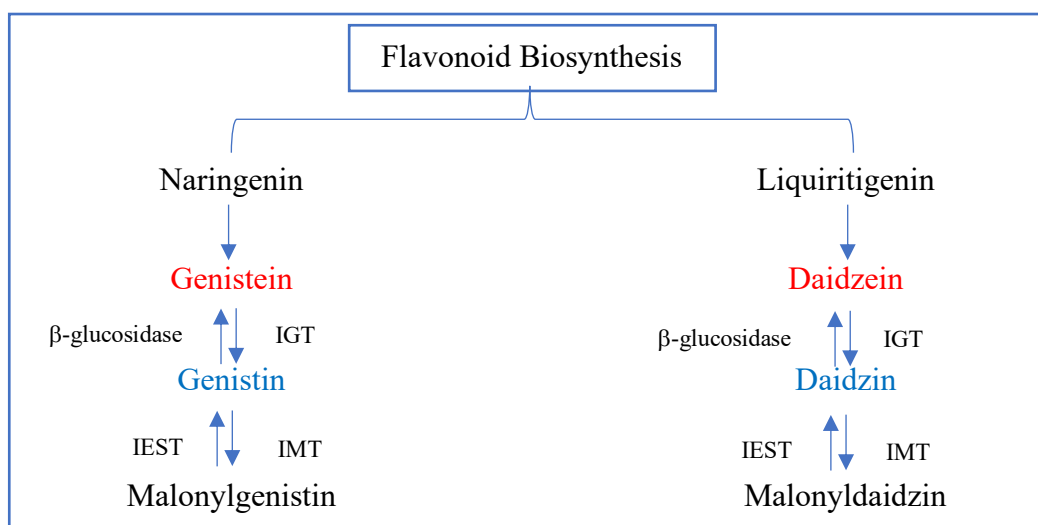 Flavonoid Biosynthesis
Naringenin Liquiritigenin
Genistein Daidzein
β-glucosidase IGT β-glucosidase IGT
Genistin Daidzin
IEST IMT IEST IMT
Malonylgenistin Malonyldaidzin